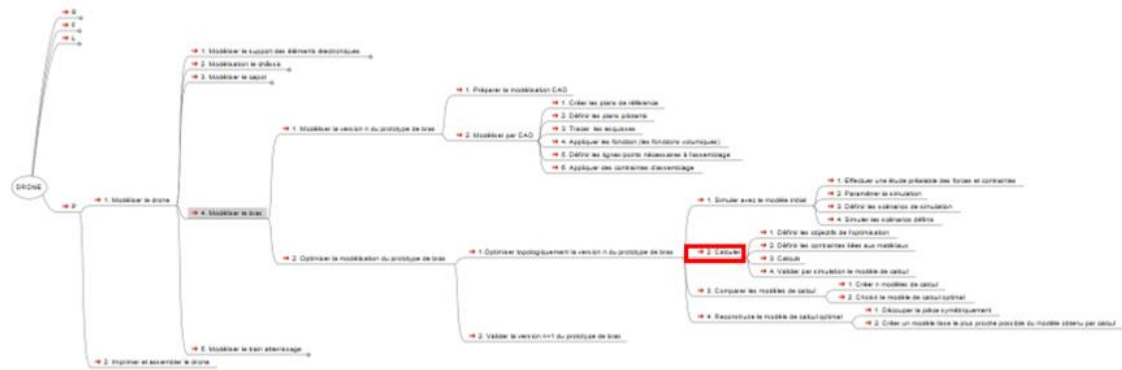 R
F
L
1. Modéliser le support des éléments électroniques
2. Modélisation le châssis
3. Modéliser le capot
1. Préparer la modélisation CAO
1. Créer les plans de référence
2. Définir les plans pilotants
3. Tracer les esquisses
1. Modéliser la version n du prototype de bras
2. Modéliser par CAO
4. Appliquer les fonction (les fonctions volumiques)
5. Définir les lignes points nécessaires à l'assemblage
6. Appliquer des contraintes d'assemblage
DRONE
P
1. Modéliser le drone
4. Modéliser le bras
1. Effectuer une étude préalable des forces et contraintes
2. Paramétrer la simulation
1. Simuler avec le modèle initial
3. Définir les scénarios de simulation
4. Simuler les scénarios définis
1. Définir les objectifs de l'optimisation
2. Optimiser la modélisation du prototype de bras
1 Optimiser topologiquement la version n du prototype de bras
2. Calculer
2. Définir les contraintes liées aux matériaux
3. Calculs
4. Valider par simulation le modèle de calcul
3. Comparer les modèles de calcul
1. Créer n modèles de calcul
2. Choisir le modèle de calcul optimal
4. Reconstruire le modèle de calcul optimal
1. Découper la pièce symétriquement
2. Créer un modèle lisse le plus proche possible du modèle obtenu par calcul
2. Valider la version n+1 du prototype de bras
5. Modéliser le train atterrissage
2. Imprimer et assembler le drone